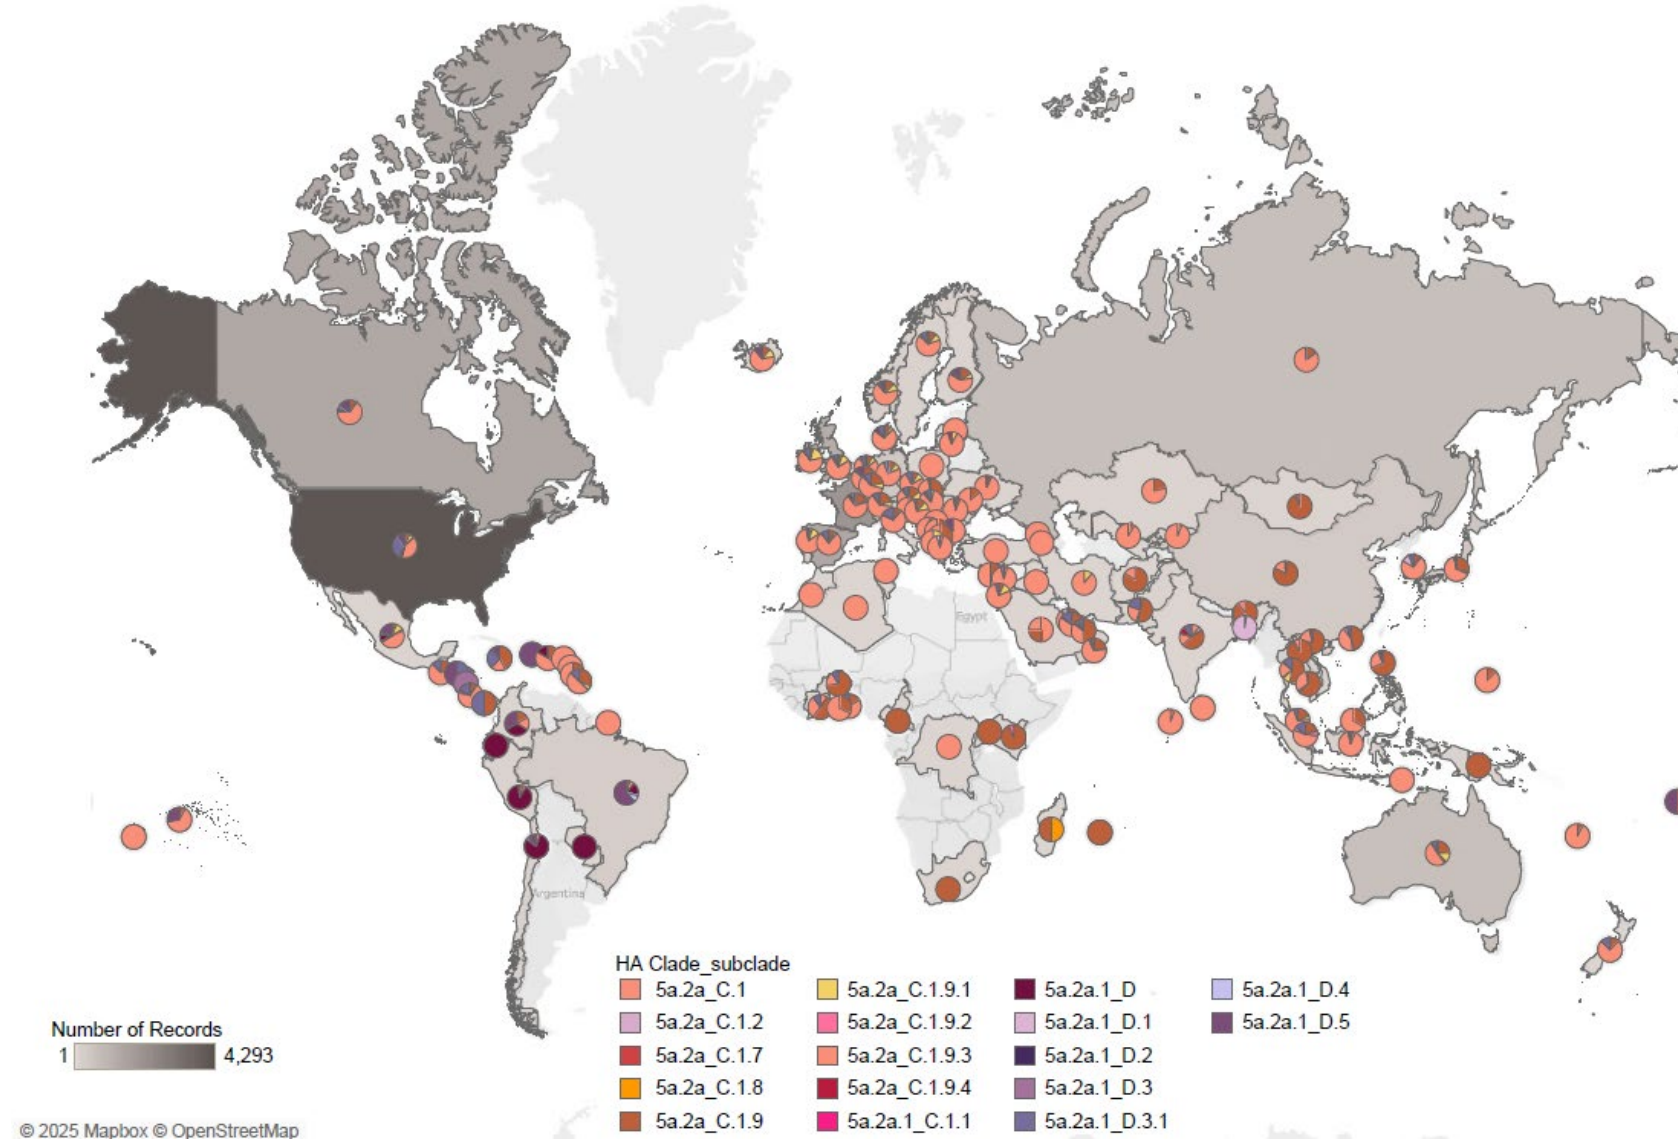 Egypt
Argentina
HA Clade_subclade
5a.2a_C.1 5a.2a_C.1.9.1 5a.2a.1_D 5a.2a.1_D.4
5a.2a_C.1.2 5a.2a_C.1.9.2 5a.2a.1_D.1 5a.2a.1_D.5
5a.2a_C.1.7 5a.2a_C.1.9.3 5a.2a.1_D.2
5a.2a_C.1.8 5a.2a_C.1.9.4 5a.2a.1_D.3
5a.2a_C.1.9 5a.2a.1_C.1.1 5a.2a.1_D.3.1
Number of Records
1 4,293
© 2025 Mapbox © OpenStreetMap